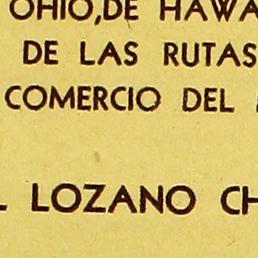 OHIO, DE HAWA
DE LAS RUTAS
COMERCIO DEL
LOZANO CH